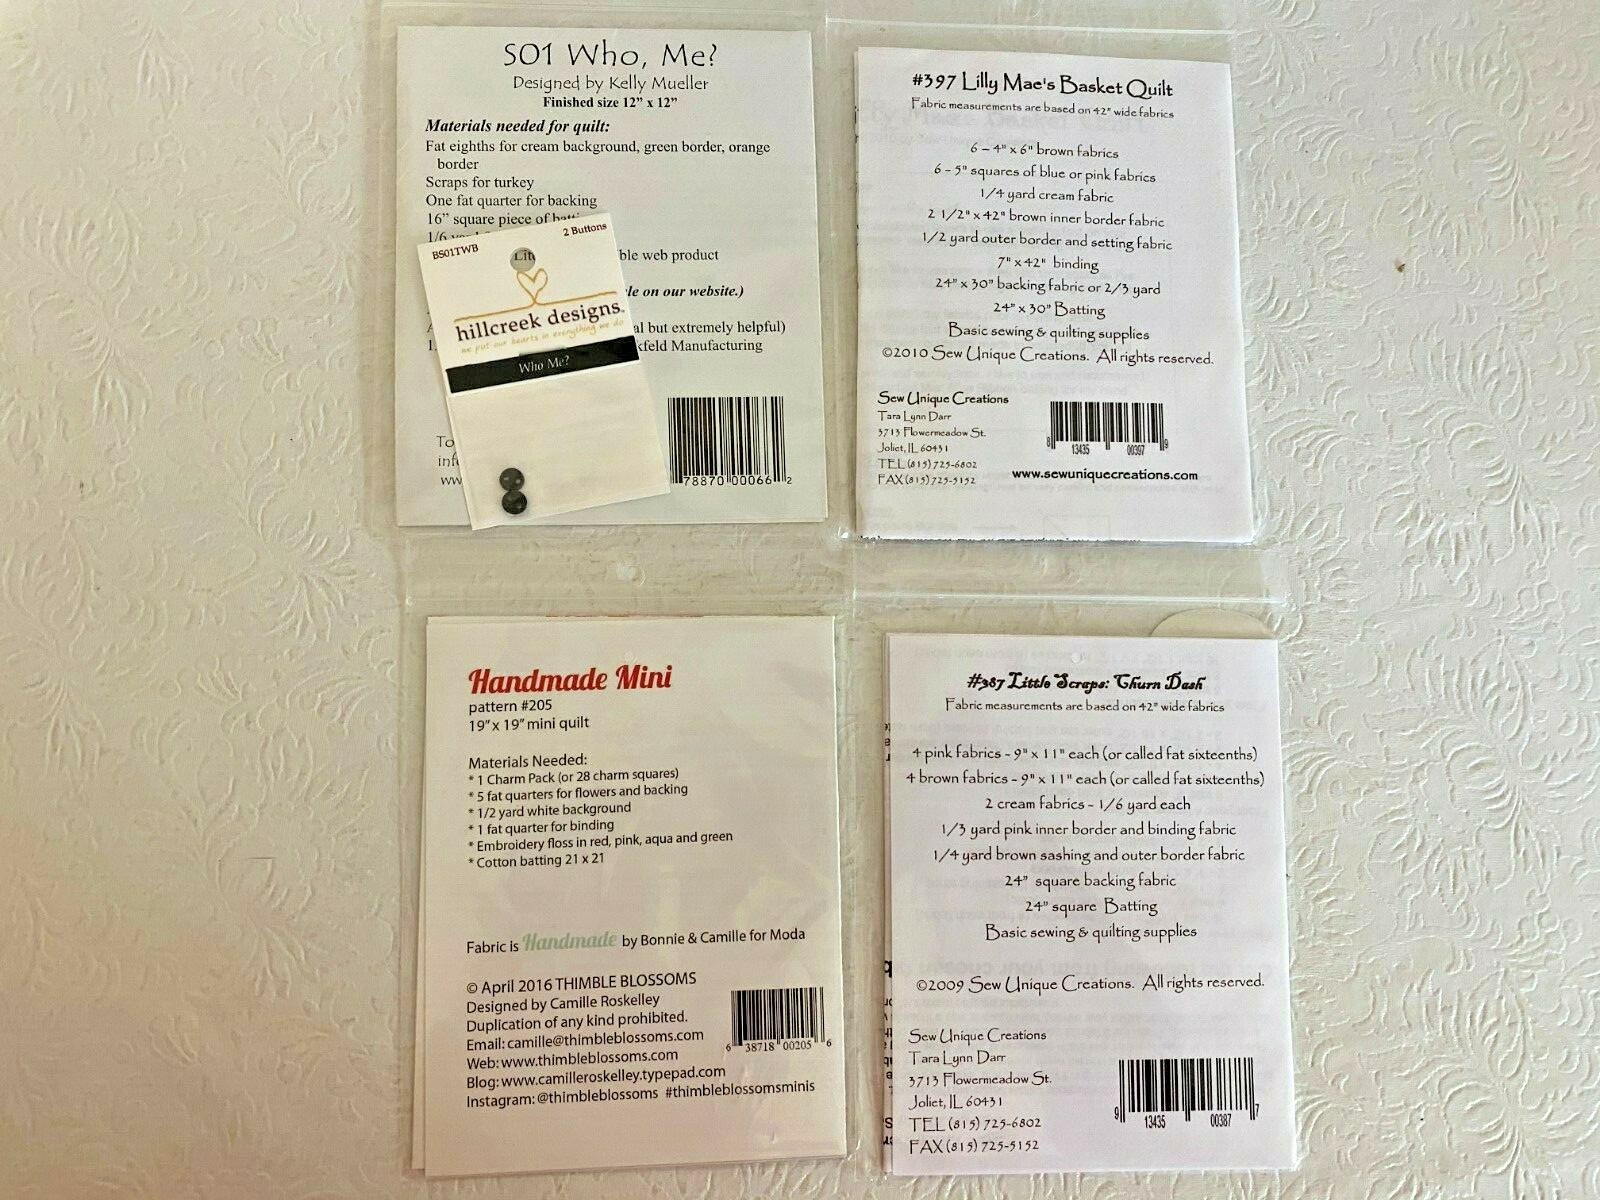 S01 Who, Me?
Designed by Kelly Mueller
Finished size 12" x 12"
Materials needed for quilt:
Fat eighths for cream background, green border, orange
border
Scraps for turkey
One fat quarter for backing
16" square piece of
1/6
ble web product
le on our website.)
al but extremely helpful)
kfeld Manufacturing
To
inf
ww
78870 00066 2
BS01TWB
2 Buttons
hillcreek designs
we put our hearts in everything we do
Who Me?
#397 Lilly Mae's Basket Quilt
Fabric measurements are based on 42" wide fabrics
6 – 4" x 6" brown fabrics
6 - 5" squares of blue or pink fabrics
1/4 yard cream fabric
2 1/2" x 42" brown inner border fabric
1/2 yard outer border and setting fabric
7" x 42" binding
24" x 30" backing fabric or 2/3 yard
24" x 30" Batting
Basic sewing & quilting supplies
©2010 Sew Unique Creations. All rights reserved.
Sew Unique Creations
Tara Lynn Darr
3713 Flowermeadow St.
Joliet, IL 60431
TEL (815) 725-6802
FAX (815) 725-5152
8 13435 00397 9
www.sewuniquecreations.com
Handmade Mini
pattern #205
19" x 19" mini quilt
Materials Needed:
* 1 Charm Pack (or 28 charm squares)
* 5 fat quarters for flowers and backing
* 1/2 yard white background
* 1 fat quarter for binding
* Embroidery floss in red, pink, aqua and green
* Cotton batting 21 x 21
Fabric is Handmade by Bonnie & Camille for Moda
© April 2016 THIMBLE BLOSSOMS
Designed by Camille Roskelley
Duplication of any kind prohibited.
Email: camille@thimbleblossoms.com
Web: www.thimbleblossoms.com
Blog: www.camilleroskelley.typepad.com
Instagram: @thimbleblossoms #thimbleblossomsminis
6 38718 00205 6
#387 Little Scraps: Churn Dash
Fabric measurements are based on 42" wide fabrics
4 pink fabrics - 9" x 11" each (or called fat sixteenths)
4 brown fabrics - 9" x 11" each (or called fat sixteenths)
2 cream fabrics - 1/6 yard each
1/3 yard pink inner border and binding fabric
1/4 yard brown sashing and outer border fabric
24" square backing fabric
24" square Batting
Basic sewing & quilting supplies
©2009 Sew Unique Creations. All rights reserved.
Sew Unique Creations
Tara Lynn Darr
3713 Flowermeadow St.
Joliet, IL 60431
TEL (815) 725-6802
FAX (815) 725-5152
9 13435 00387 7